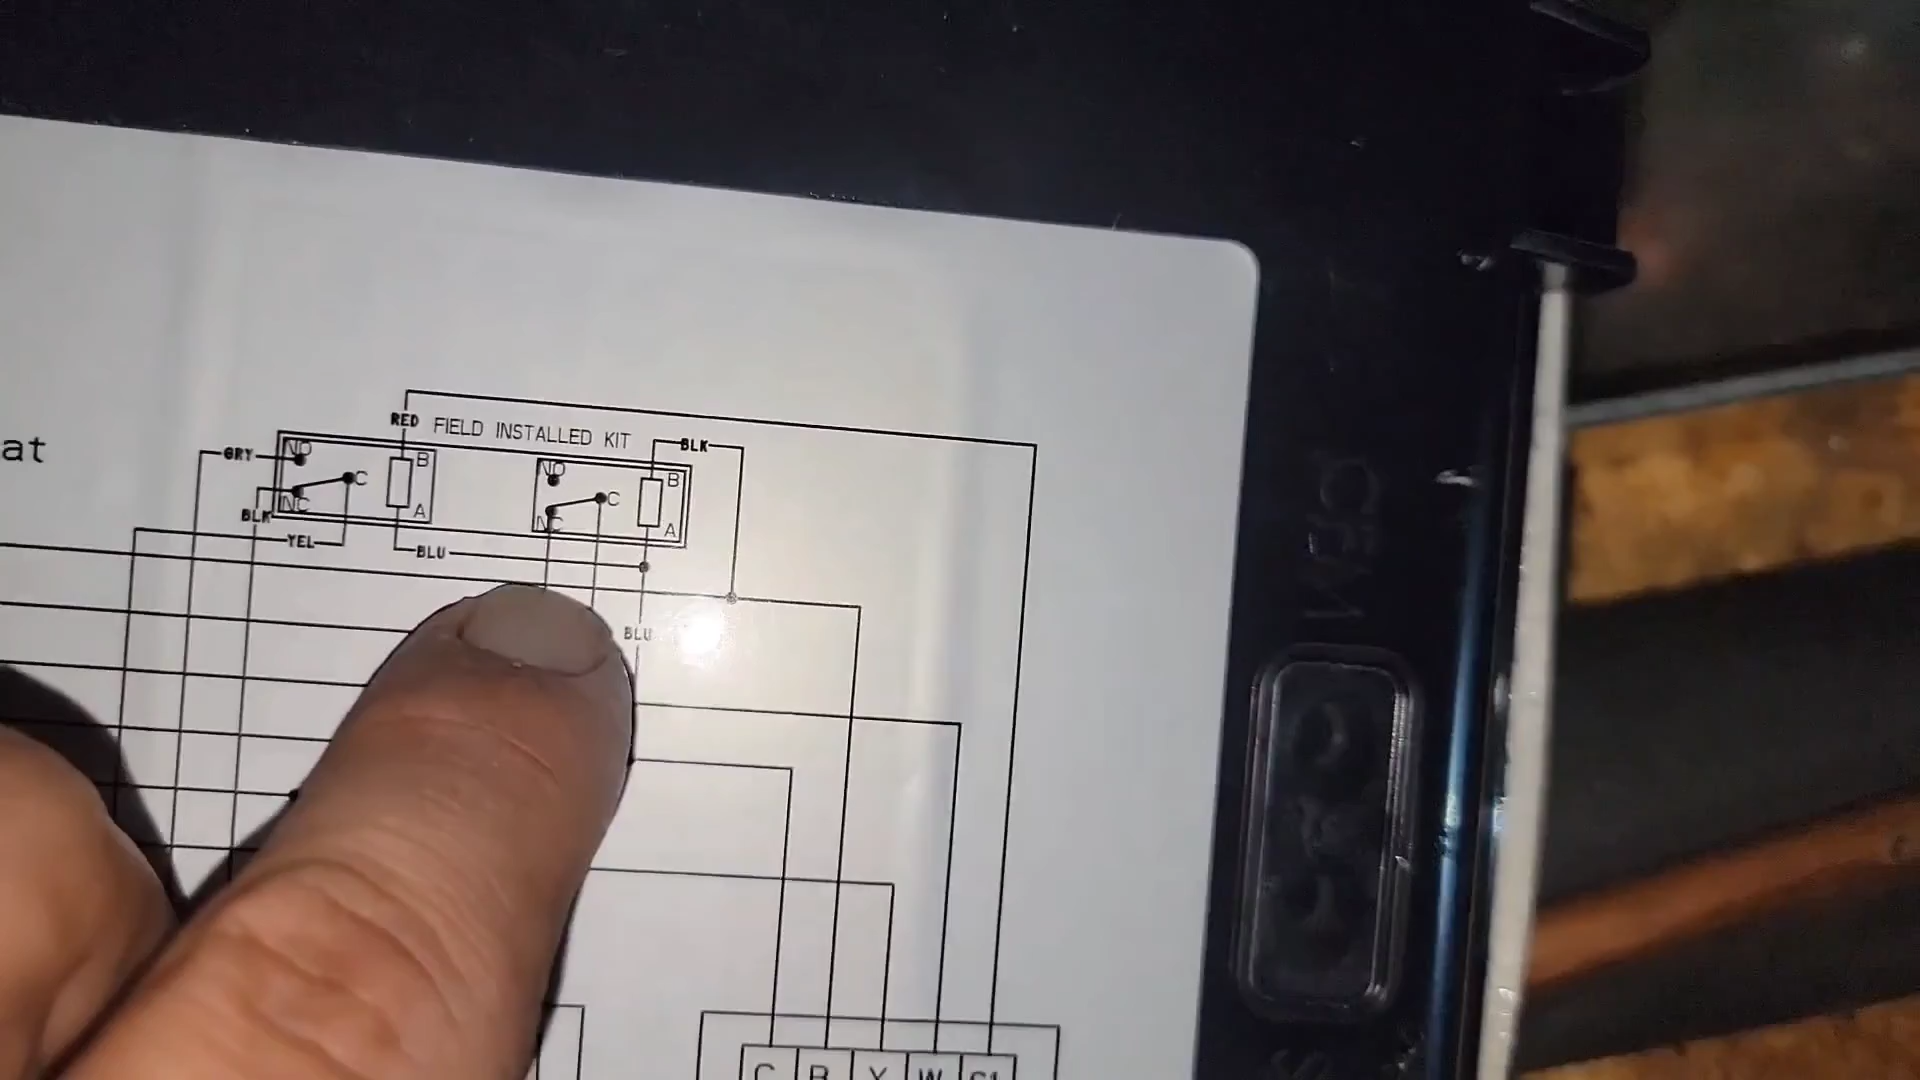 at
RED FIELD INSTALLED KIT
BLK
GRY NO C B
NC A
NO C B
NC A
BLK
YEL
BLU
BLU
C R Y W